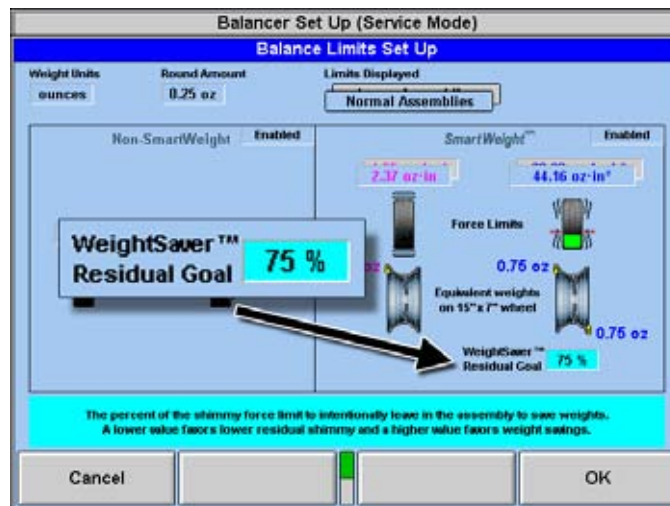 Balancer Set Up (Service Mode)
Balance Limits Set Up
Weight Units
Round Amount
Limits Displayed
ounces
0.25 oz
Normal Assemblies
Non-SmartWeight
Enabled
SmartWeight™
Enabled
2.37 oz·in
44.16 oz·in²
Force Limits
WeightSaver™
Residual Goal
75 %
oz
0.75 oz
Equivalent weights
on 15"x 7" wheel
0.75 oz
WeightSaver™
Residual Goal
75 %
The percent of the shimmy force limit to intentionally leave in the assembly to save weights.
A lower value favors lower residual shimmy and a higher value favors weight savings.
Cancel
OK